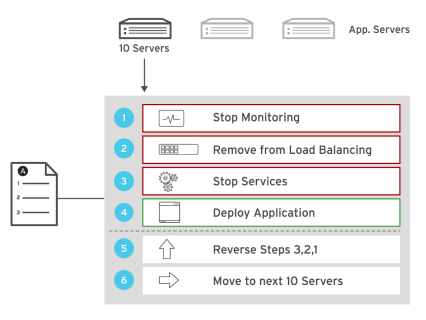 App. Servers
10 Servers
1 Stop Monitoring
2 Remove from Load Balancing
3 Stop Services
4 Deploy Application
5 Reverse Steps 3,2,1
6 Move to next 10 Servers
A
1
2
3